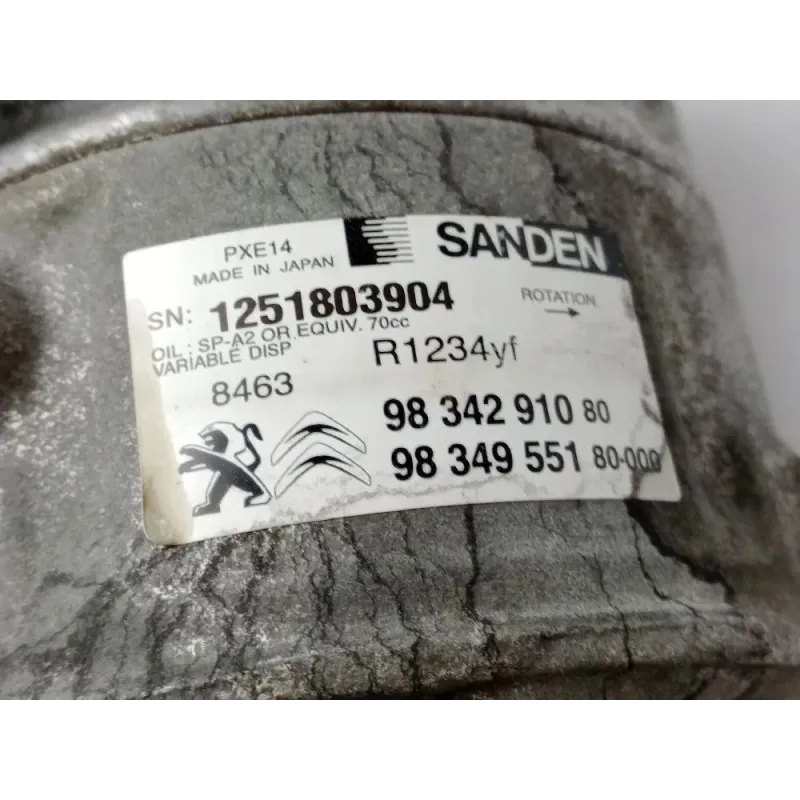 PXE14
MADE IN JAPAN
SANDEN
SN: 1251803904
ROTATION
OIL : SP-A2 OR EQUIV. 70cc
VARIABLE DISP
R1234yf
8463
98 342 910 80
98 349 551 80-000